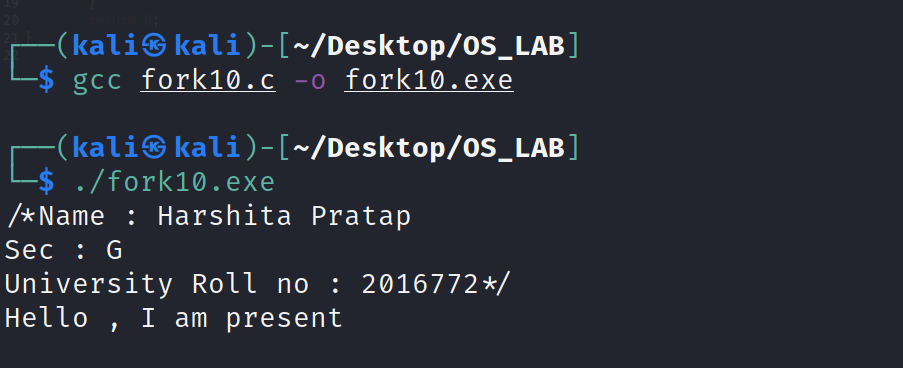 ┌──(kali㉿kali)-[~/Desktop/OS_LAB]
└─$ gcc fork10.c -o fork10.exe
┌──(kali㉿kali)-[~/Desktop/OS_LAB]
└─$ ./fork10.exe
/*Name : Harshita Pratap
Sec : G
University Roll no : 2016772*/
Hello , I am present